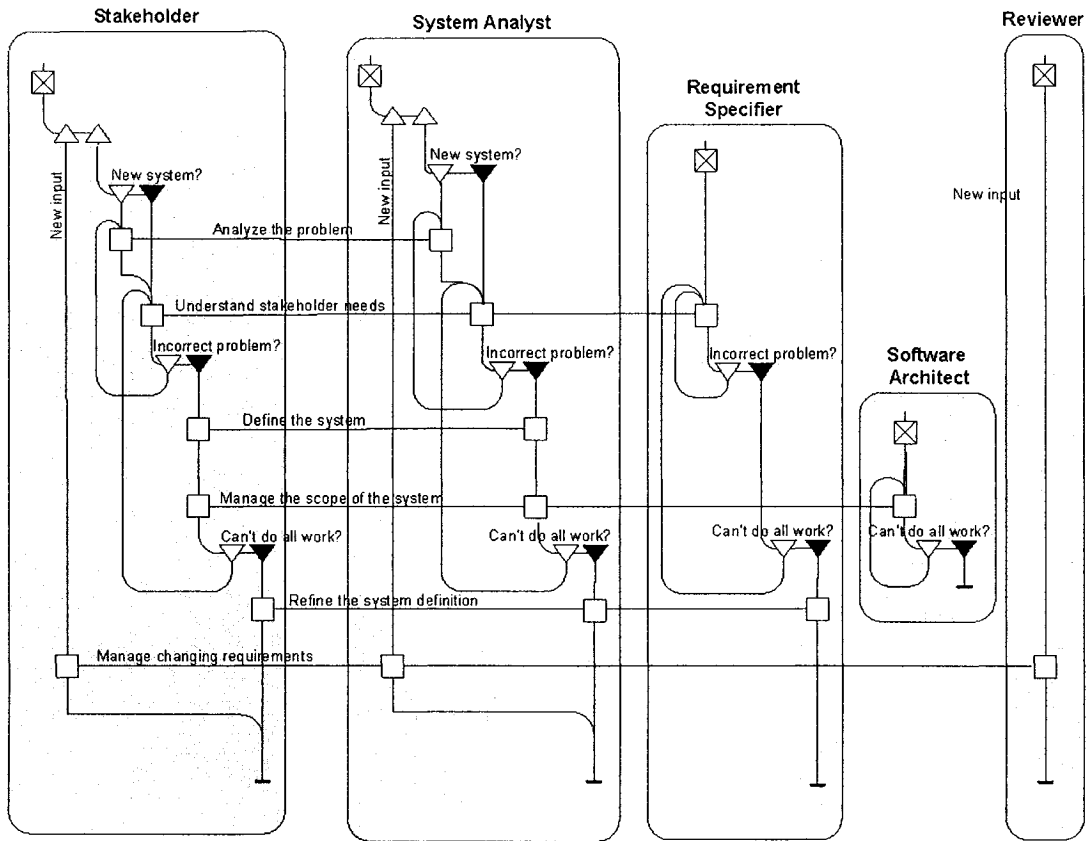 Stakeholder
System Analyst
Reviewer
Requirement
Specifier
New system?
New system?
New input
New input
New input
Analyze the problem
Understand stakeholder needs
Incorrect problem?
Incorrect problem?
Incorrect problem?
Software
Architect
Define the system
Manage the scope of the system
Can't do all work?
Can't do all work?
Can't do all work?
Can't do all work?
Refine the system definition
Manage changing requirements